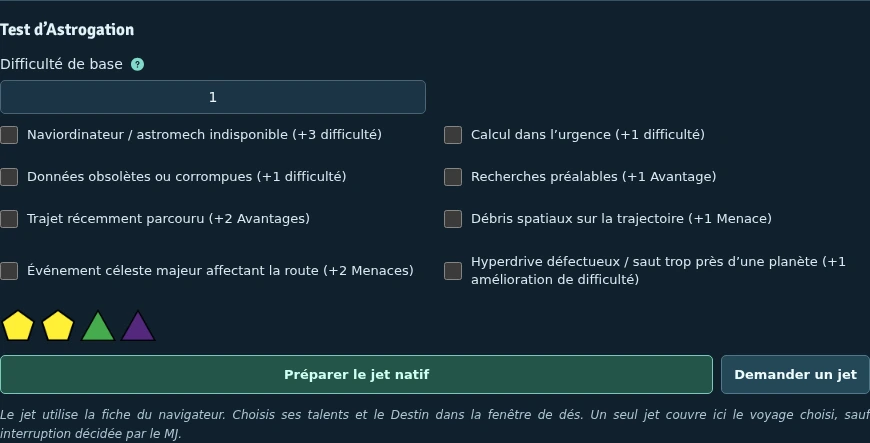 Test d’Astrogation
Difficulté de base ?
1
Naviordinateur / astromech indisponible (+3 difficulté)
Calcul dans l’urgence (+1 difficulté)
Données obsolètes ou corrompues (+1 difficulté)
Recherches préalables (+1 Avantage)
Trajet récemment parcouru (+2 Avantages)
Débris spatiaux sur la trajectoire (+1 Menace)
Événement céleste majeur affectant la route (+2 Menaces)
Hyperdrive défectueux / saut trop près d’une planète (+1
amélioration de difficulté)
Préparer le jet natif
Demander un jet
Le jet utilise la fiche du navigateur. Choisis ses talents et le Destin dans la fenêtre de dés. Un seul jet couvre ici le voyage choisi, sauf
interruption décidée par le MJ.